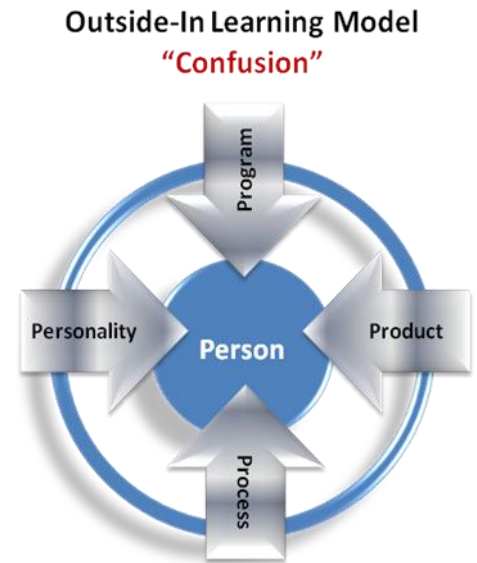 Outside-In Learning Model
“Confusion”
Program
Personality
Product
Person
Process